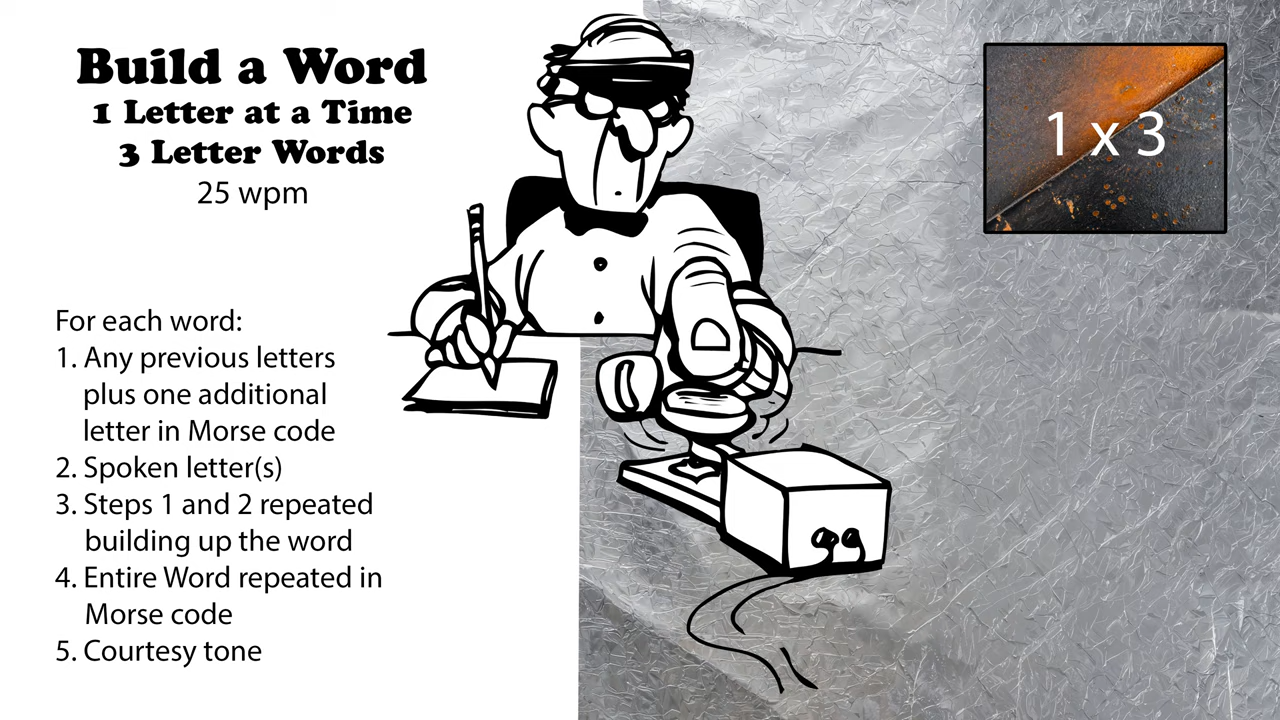 Build a Word
1 Letter at a Time
3 Letter Words
25 wpm
1 x 3
For each word:
1. Any previous letters
plus one additional
letter in Morse code
2. Spoken letter(s)
3. Steps 1 and 2 repeated
building up the word
4. Entire Word repeated in
Morse code
5. Courtesy tone